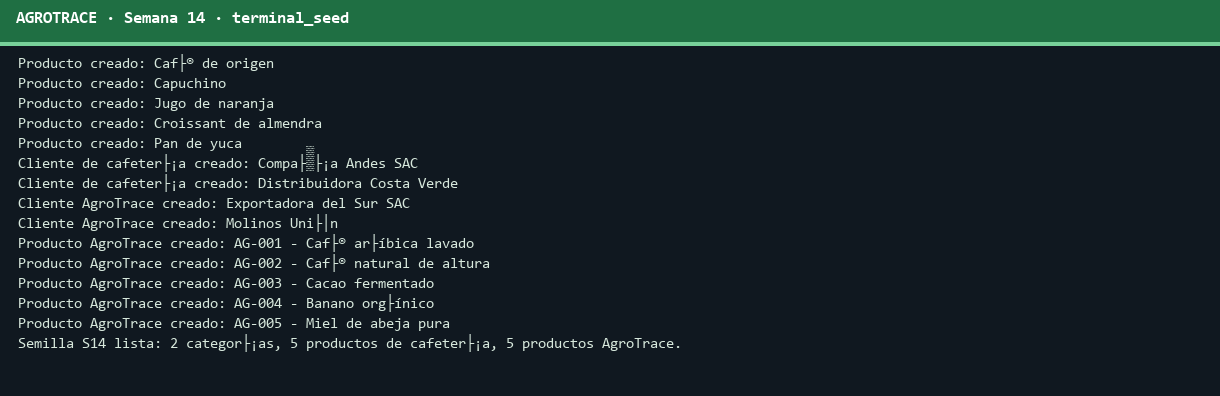 AGROTRACE · Semana 14 · terminal_seed
Producto creado: Caf├® de origen
Producto creado: Capuchino
Producto creado: Jugo de naranja
Producto creado: Croissant de almendra
Producto creado: Pan de yuca
Cliente de cafeter├¡a creado: Compa├▒├¡a Andes SAC
Cliente de cafeter├¡a creado: Distribuidora Costa Verde
Cliente AgroTrace creado: Exportadora del Sur SAC
Cliente AgroTrace creado: Molinos Uni├│n
Producto AgroTrace creado: AG-001 - Caf├® ar├íbica lavado
Producto AgroTrace creado: AG-002 - Caf├® natural de altura
Producto AgroTrace creado: AG-003 - Cacao fermentado
Producto AgroTrace creado: AG-004 - Banano org├ínico
Producto AgroTrace creado: AG-005 - Miel de abeja pura
Semilla S14 lista: 2 categor├¡as, 5 productos de cafeter├¡a, 5 productos AgroTrace.